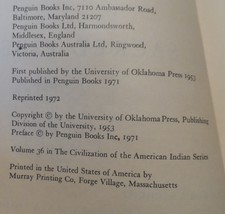 Penguin Books Inc, 7110 Ambassador Road,
Baltimore, Maryland 21207
Penguin Books Ltd, Harmondsworth,
Middlesex, England
Penguin Books Australia Ltd, Ringwood,
Victoria, Australia
First published by the University of Oklahoma Press 1953
Published in Penguin Books 1971
Reprinted 1972
Copyright © by the University of Oklahoma Press, Publishing
Division of the University, 1953
Preface © by Penguin Books Inc, 1971
Volume 36 in The Civilization of the American Indian Series
Printed in the United States of America by
Murray Printing Co, Forge Village, Massachusetts